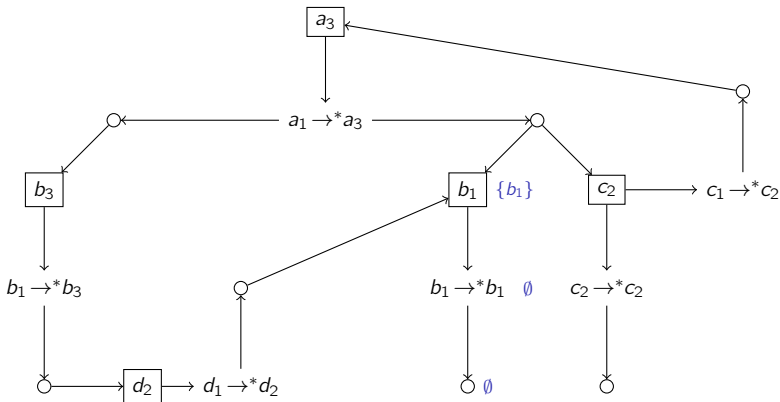 a₃
a₁ →* a₃
b₃
b₁ {b₁}
c₂
c₁ →* c₂
b₁ →* b₃
b₁ →* b₁ ∅
c₂ →* c₂
d₂
d₁ →* d₂
∅